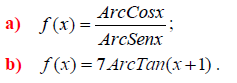 a) f(x) = ArcCosx / ArcSenx ;
b) f(x) = 7 ArcTan(x+1) .